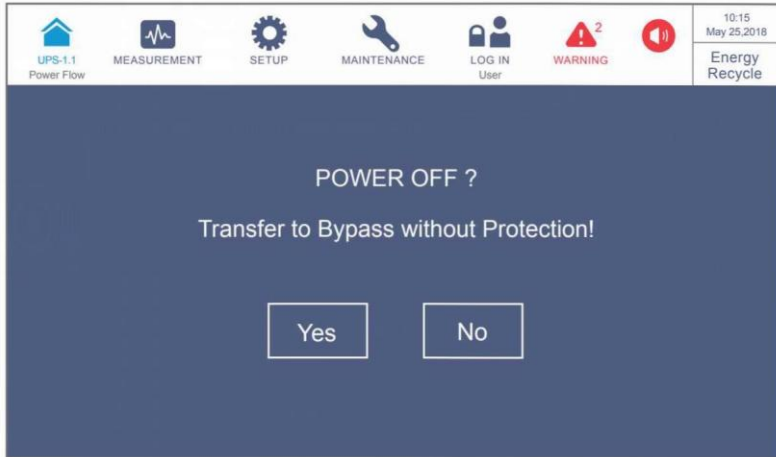 UPS-1.1
Power Flow
MEASUREMENT
SETUP
MAINTENANCE
LOG IN
User
2
WARNING
10:15
May 25,2018
Energy
Recycle
POWER OFF ?
Transfer to Bypass without Protection!
Yes
No